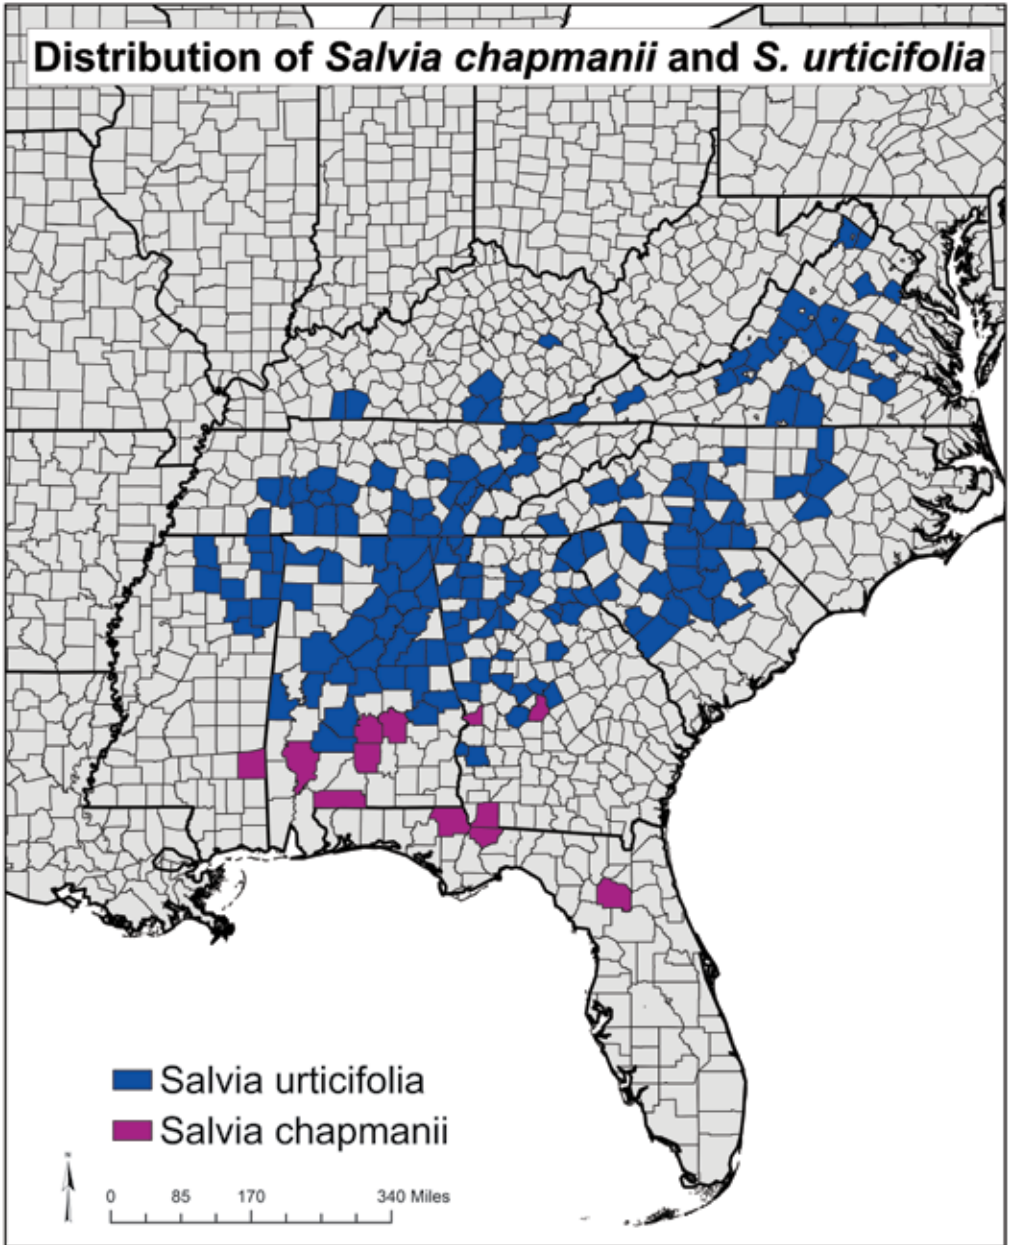 Distribution of Salvia chapmanii and S. urticifolia
Salvia urticifolia
Salvia chapmanii
N
0 85 170 340 Miles